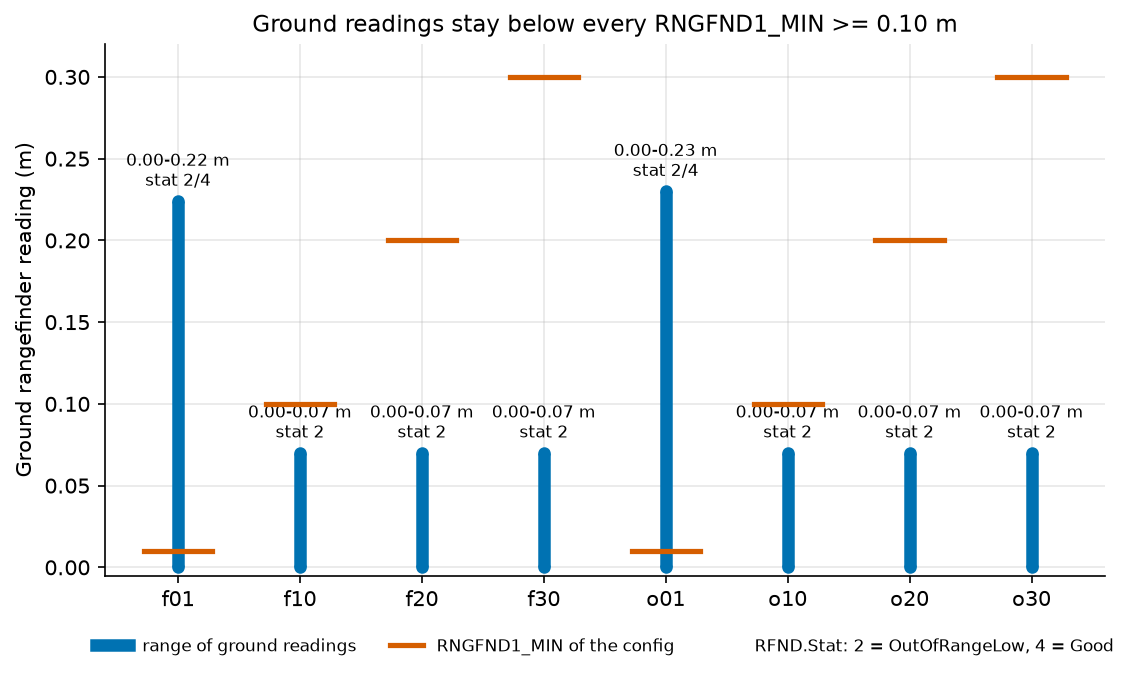 Ground readings stay below every RNGFND1_MIN >= 0.10 m
Ground rangefinder reading (m)
0.30
0.25
0.20
0.15
0.10
0.05
0.00
0.00-0.22 m
stat 2/4
0.00-0.07 m
stat 2
0.00-0.07 m
stat 2
0.00-0.07 m
stat 2
0.00-0.23 m
stat 2/4
0.00-0.07 m
stat 2
0.00-0.07 m
stat 2
0.00-0.07 m
stat 2
f01 f10 f20 f30 o01 o10 o20 o30
range of ground readings
RNGFND1_MIN of the config
RFND.Stat: 2 = OutOfRangeLow, 4 = Good